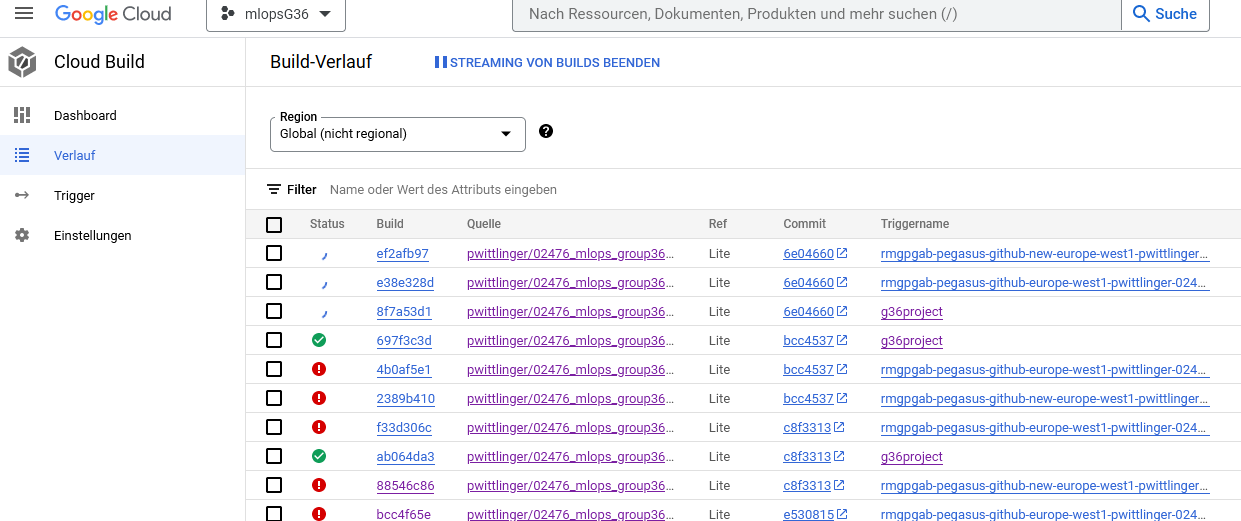 Google Cloud mlopsG36 Nach Ressourcen, Dokumenten, Produkten und mehr suchen (/) Suche
Cloud Build Build-Verlauf STREAMING VON BUILDS BEENDEN
Dashboard
Verlauf
Trigger
Einstellungen
Region
Global (nicht regional)
?
Filter Name oder Wert des Attributs eingeben
Status Build Quelle Ref Commit Triggername
ef2afb97 pwittlinger/02476_mlops_group36… Lite 6e04660 rmgpgab-pegasus-github-new-europe-west1-pwittlinger…
e38e328d pwittlinger/02476_mlops_group36… Lite 6e04660 rmgpgab-pegasus-github-europe-west1-pwittlinger-024…
8f7a53d1 pwittlinger/02476_mlops_group36… Lite 6e04660 g36project
697f3c3d pwittlinger/02476_mlops_group36… Lite bcc4537 g36project
4b0af5e1 pwittlinger/02476_mlops_group36… Lite bcc4537 rmgpgab-pegasus-github-europe-west1-pwittlinger-024…
2389b410 pwittlinger/02476_mlops_group36… Lite bcc4537 rmgpgab-pegasus-github-new-europe-west1-pwittlinger…
f33d306c pwittlinger/02476_mlops_group36… Lite c8f3313 rmgpgab-pegasus-github-europe-west1-pwittlinger-024…
ab064da3 pwittlinger/02476_mlops_group36… Lite c8f3313 g36project
88546c86 pwittlinger/02476_mlops_group36… Lite c8f3313 rmgpgab-pegasus-github-new-europe-west1-pwittlinger…
bcc4f65e pwittlinger/02476_mlops_group36… Lite e530815 rmgpgab-pegasus-github-europe-west1-pwittlinger-024…